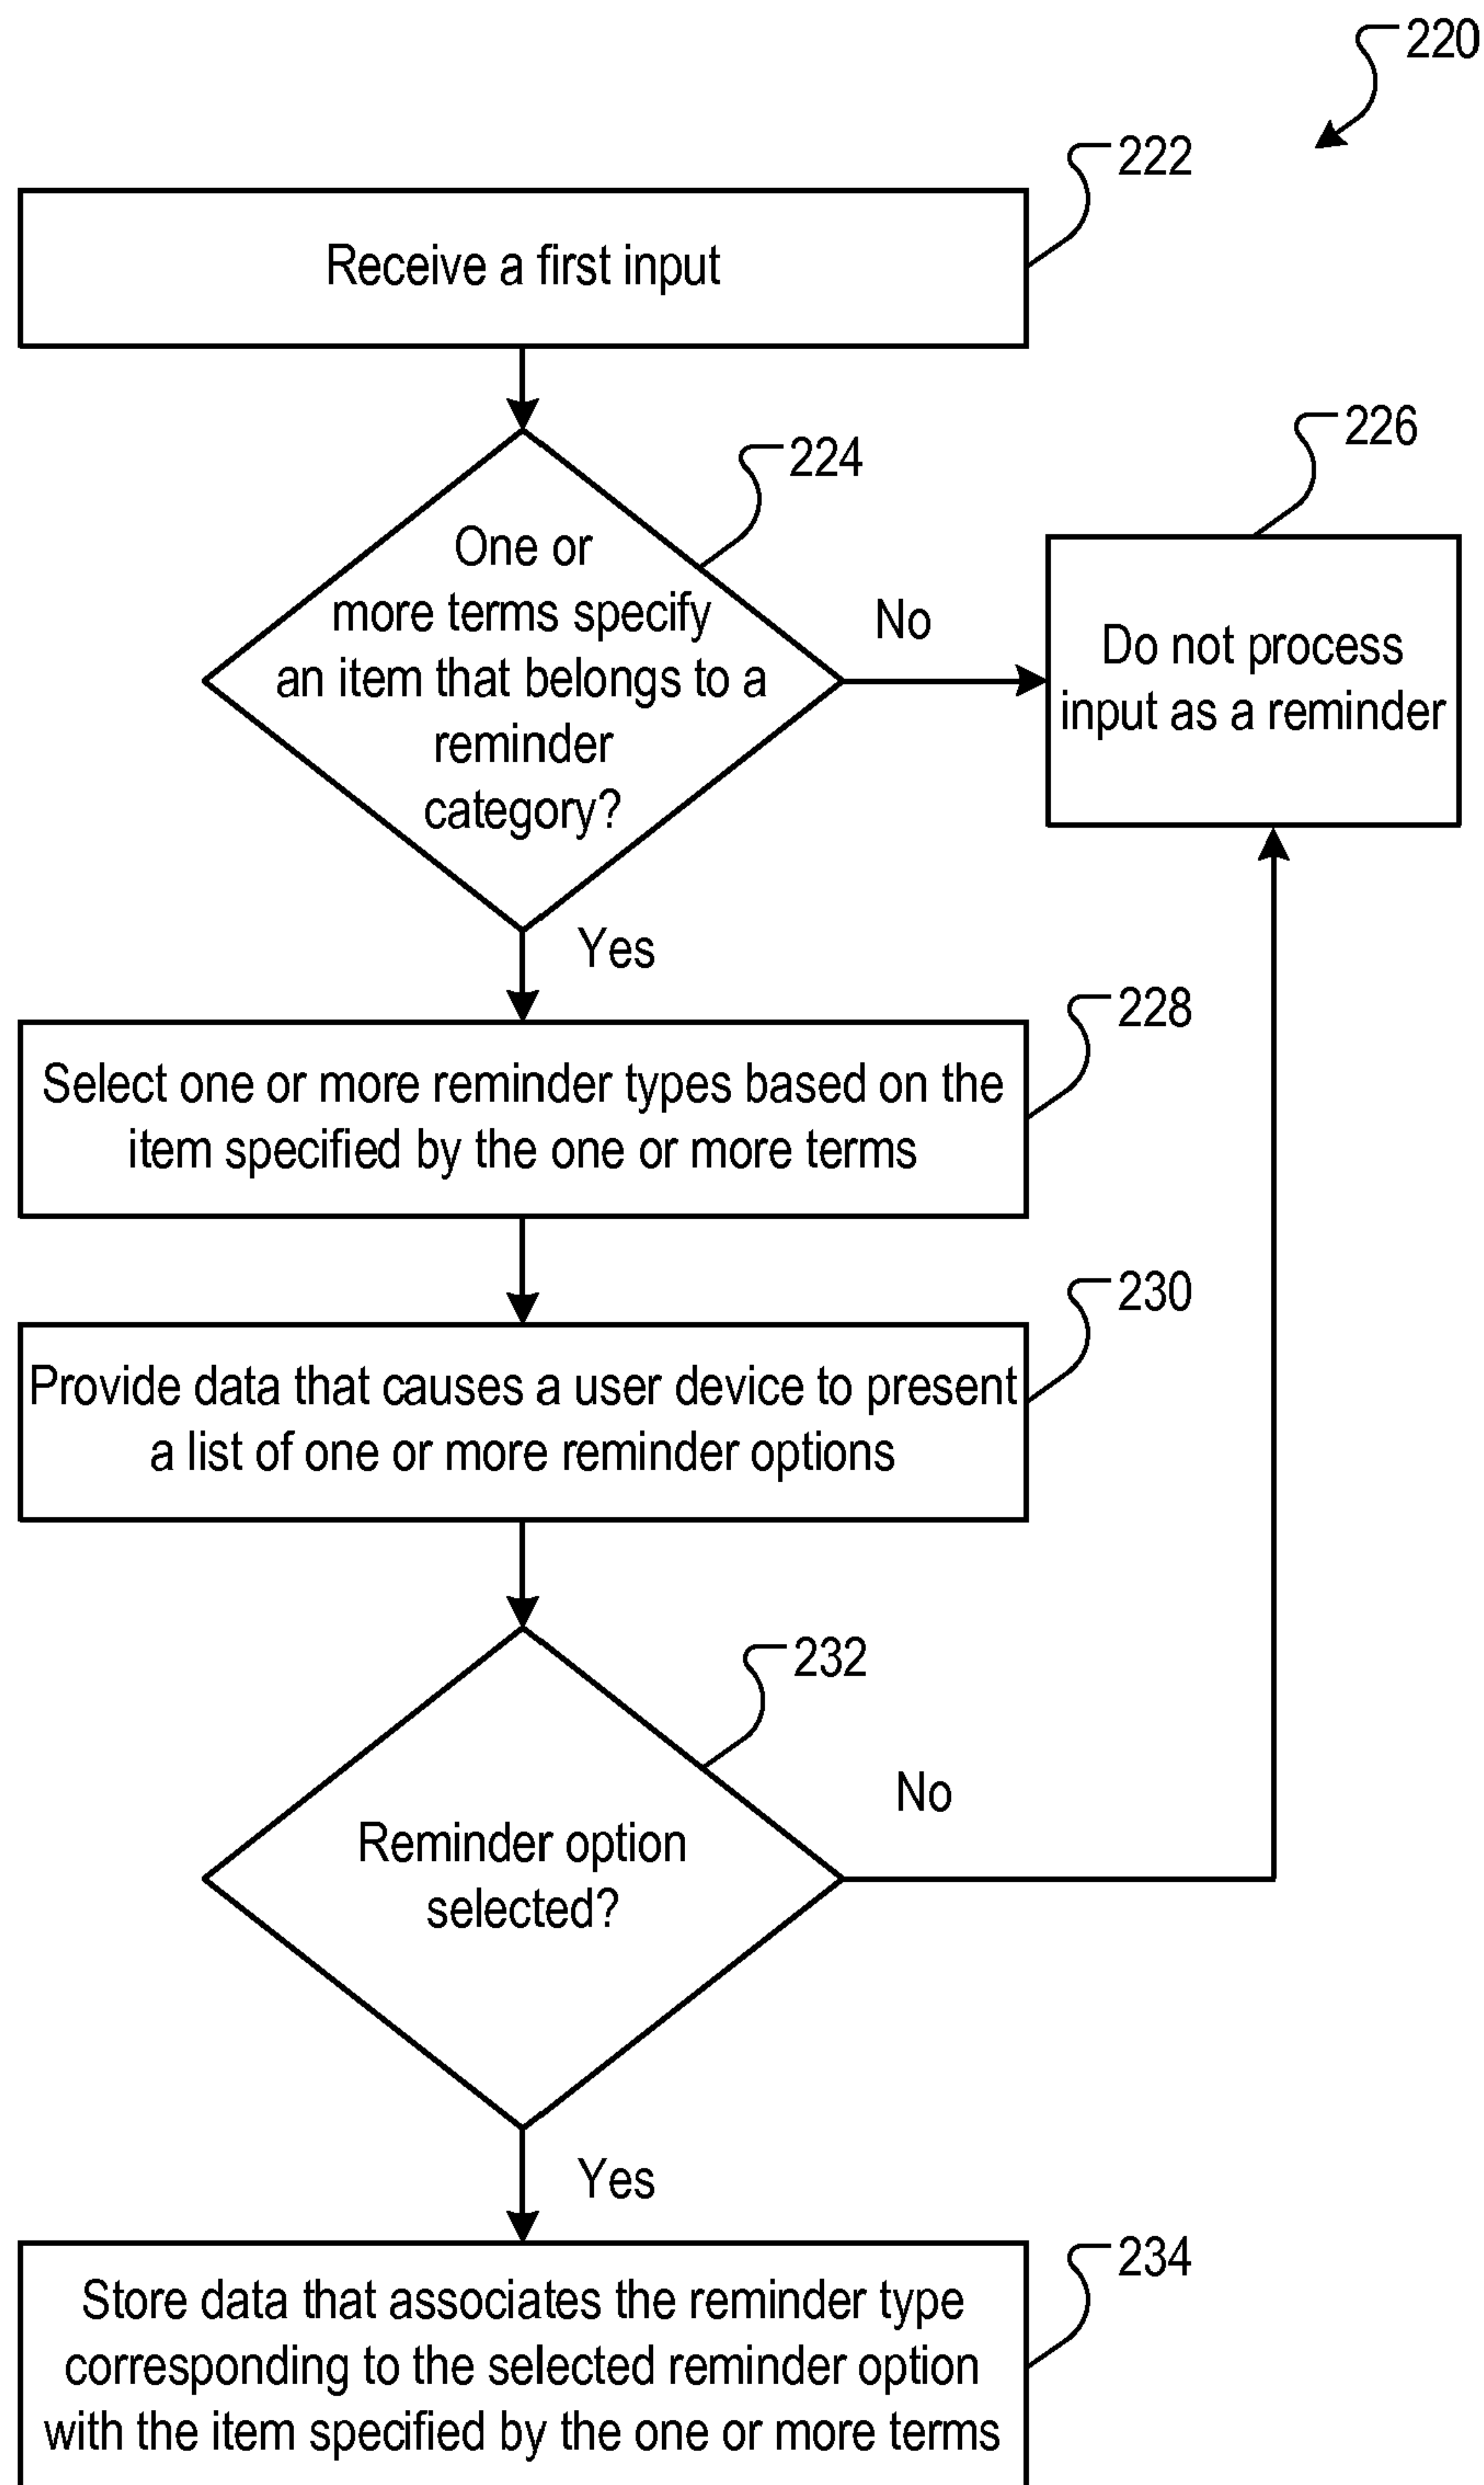 220
222
Receive a first input
224
One or
more terms specify
an item that belongs to a
reminder
category?
No
226
Do not process
input as a reminder
Yes
228
Select one or more reminder types based on the
item specified by the one or more terms
230
Provide data that causes a user device to present
a list of one or more reminder options
232
Reminder option
selected?
No
Yes
234
Store data that associates the reminder type
corresponding to the selected reminder option
with the item specified by the one or more terms